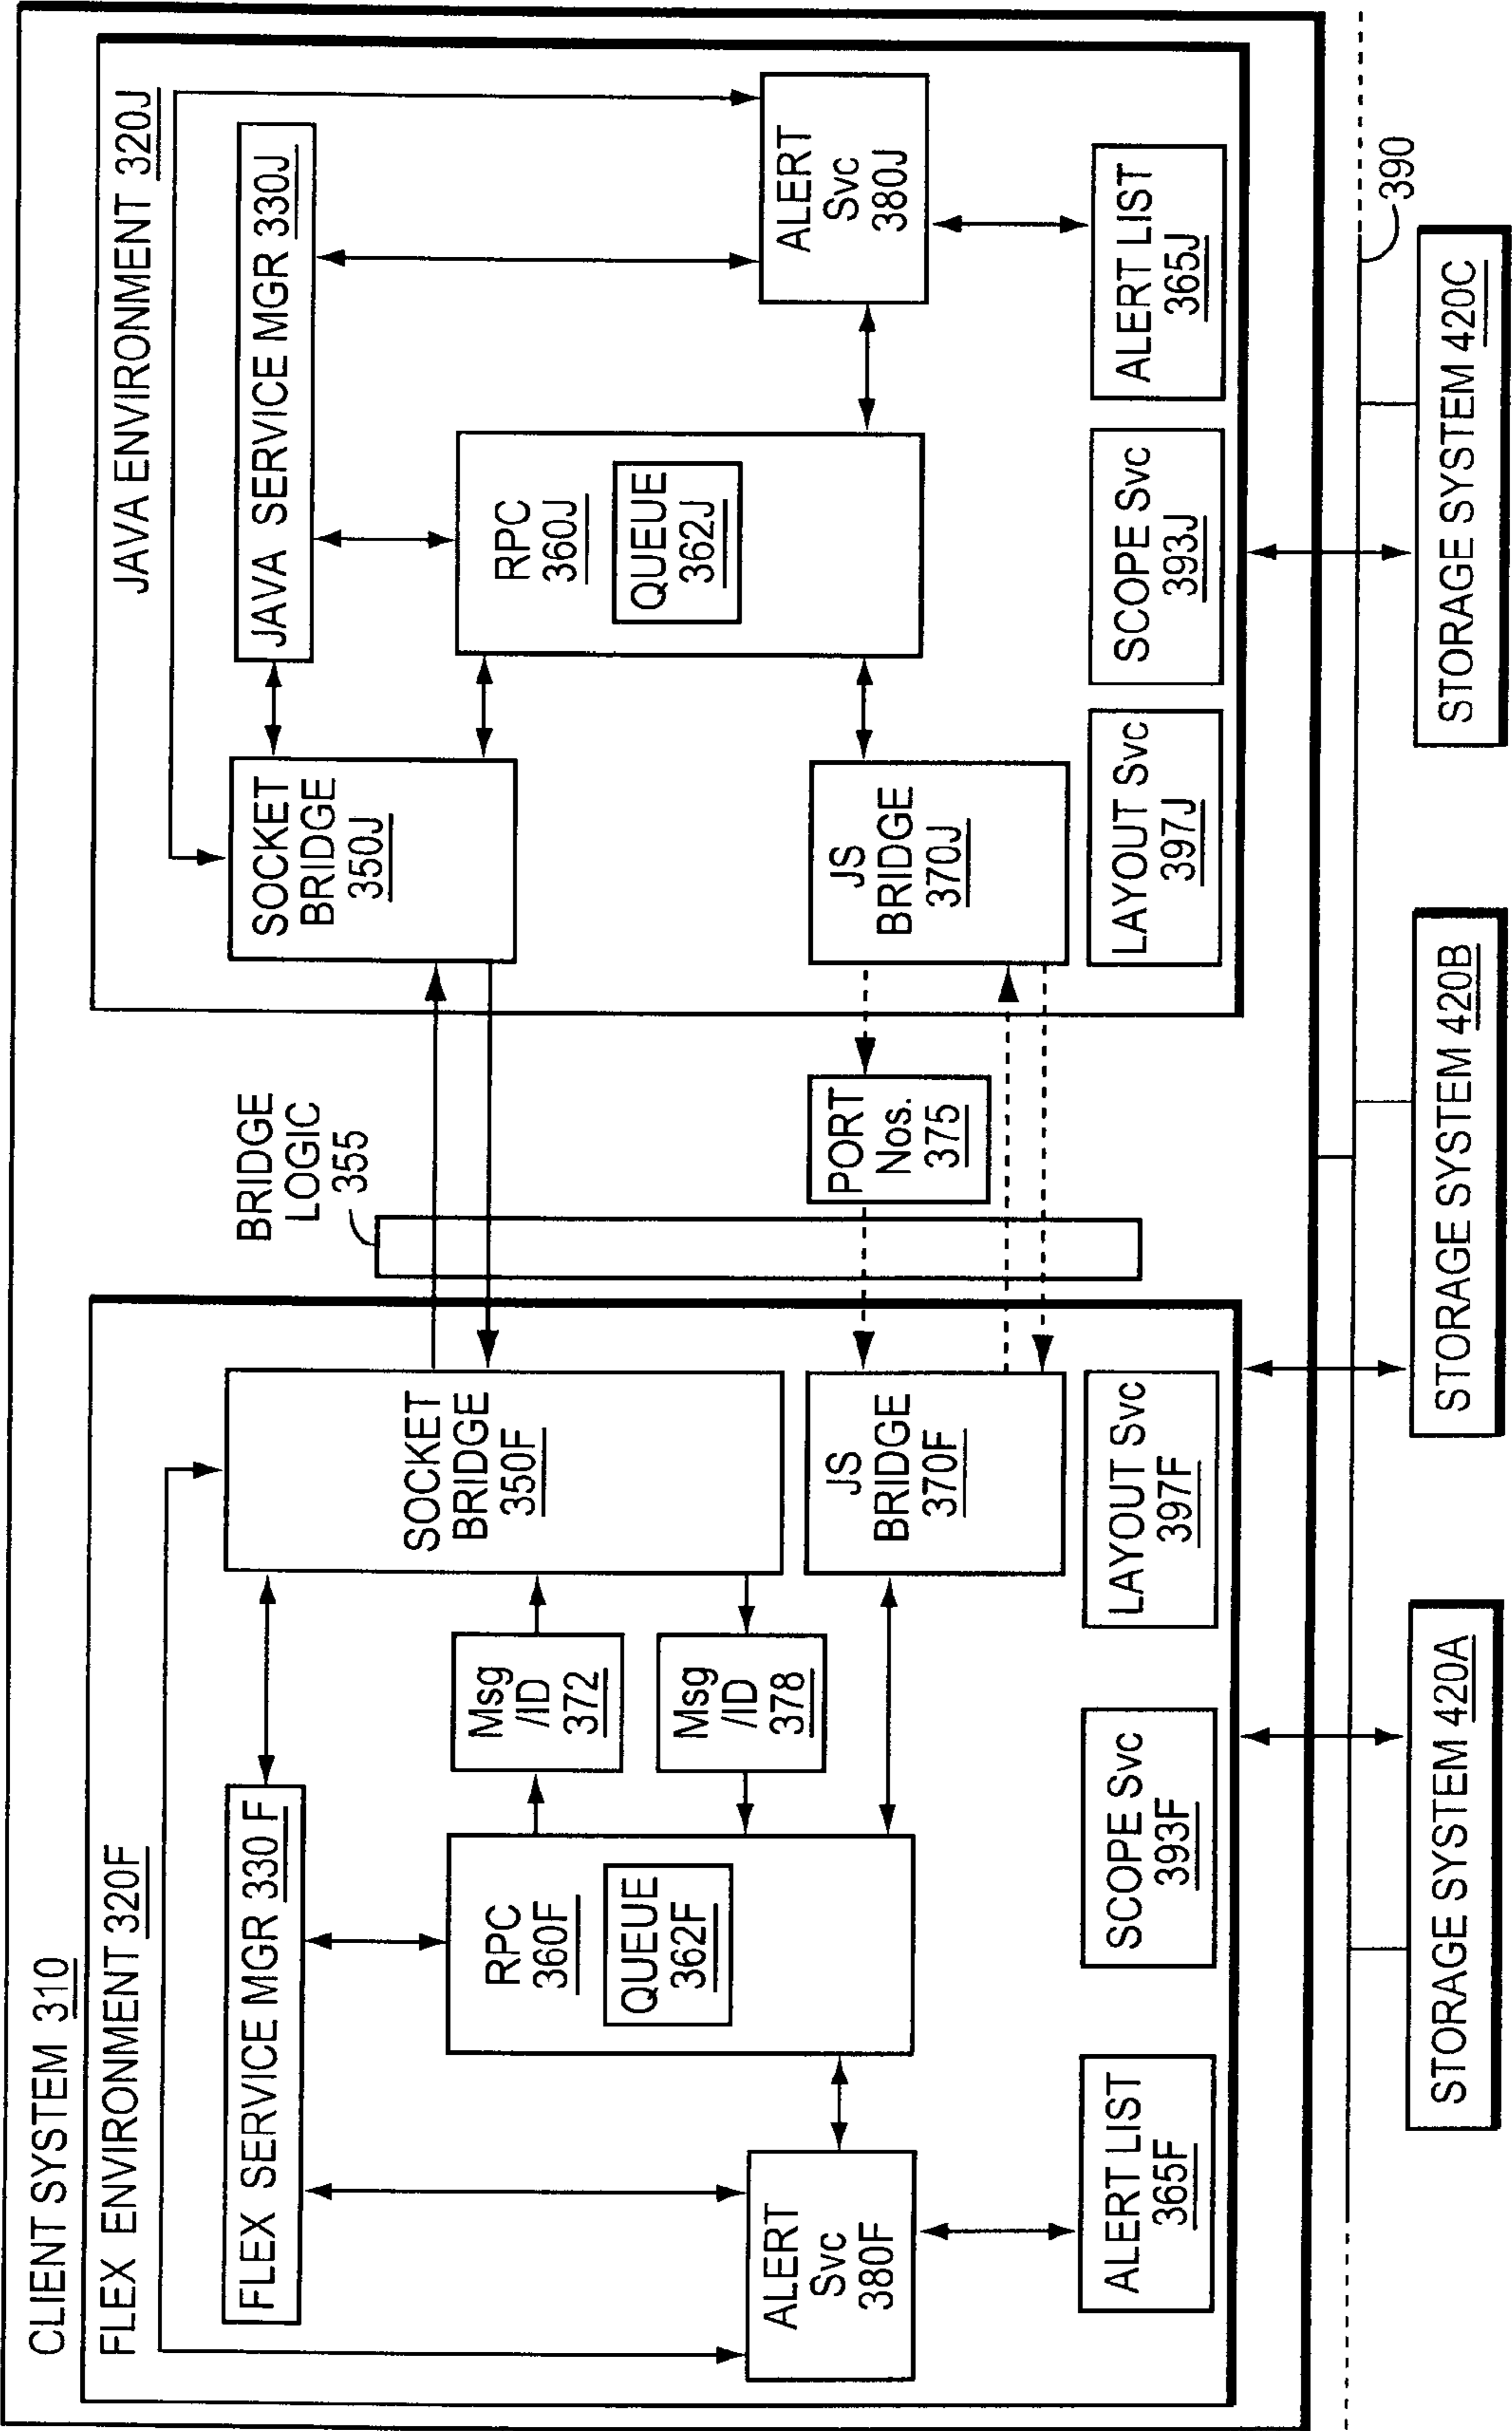 CLIENT SYSTEM 310
FLEX ENVIRONMENT 320F
FLEX SERVICE MGR 330 F
ALERT
Svc
380F
RPC
360F
QUEUE
362F
Msg
/ID
372
Msg
/ID
378
SOCKET
BRIDGE
350F
JS
BRIDGE
370F
ALERT LIST
365F
SCOPE Svc
393F
LAYOUT Svc
397F
BRIDGE
LOGIC
355
PORT
Nos.
375
JAVA ENVIRONMENT 320J
JAVA SERVICE MGR 330J
SOCKET
BRIDGE
350J
RPC
360J
QUEUE
362J
JS
BRIDGE
370J
ALERT
Svc
380J
LAYOUT Svc
397J
SCOPE Svc
393J
ALERT LIST
365J
390
STORAGE SYSTEM 420A
STORAGE SYSTEM 420B
STORAGE SYSTEM 420C